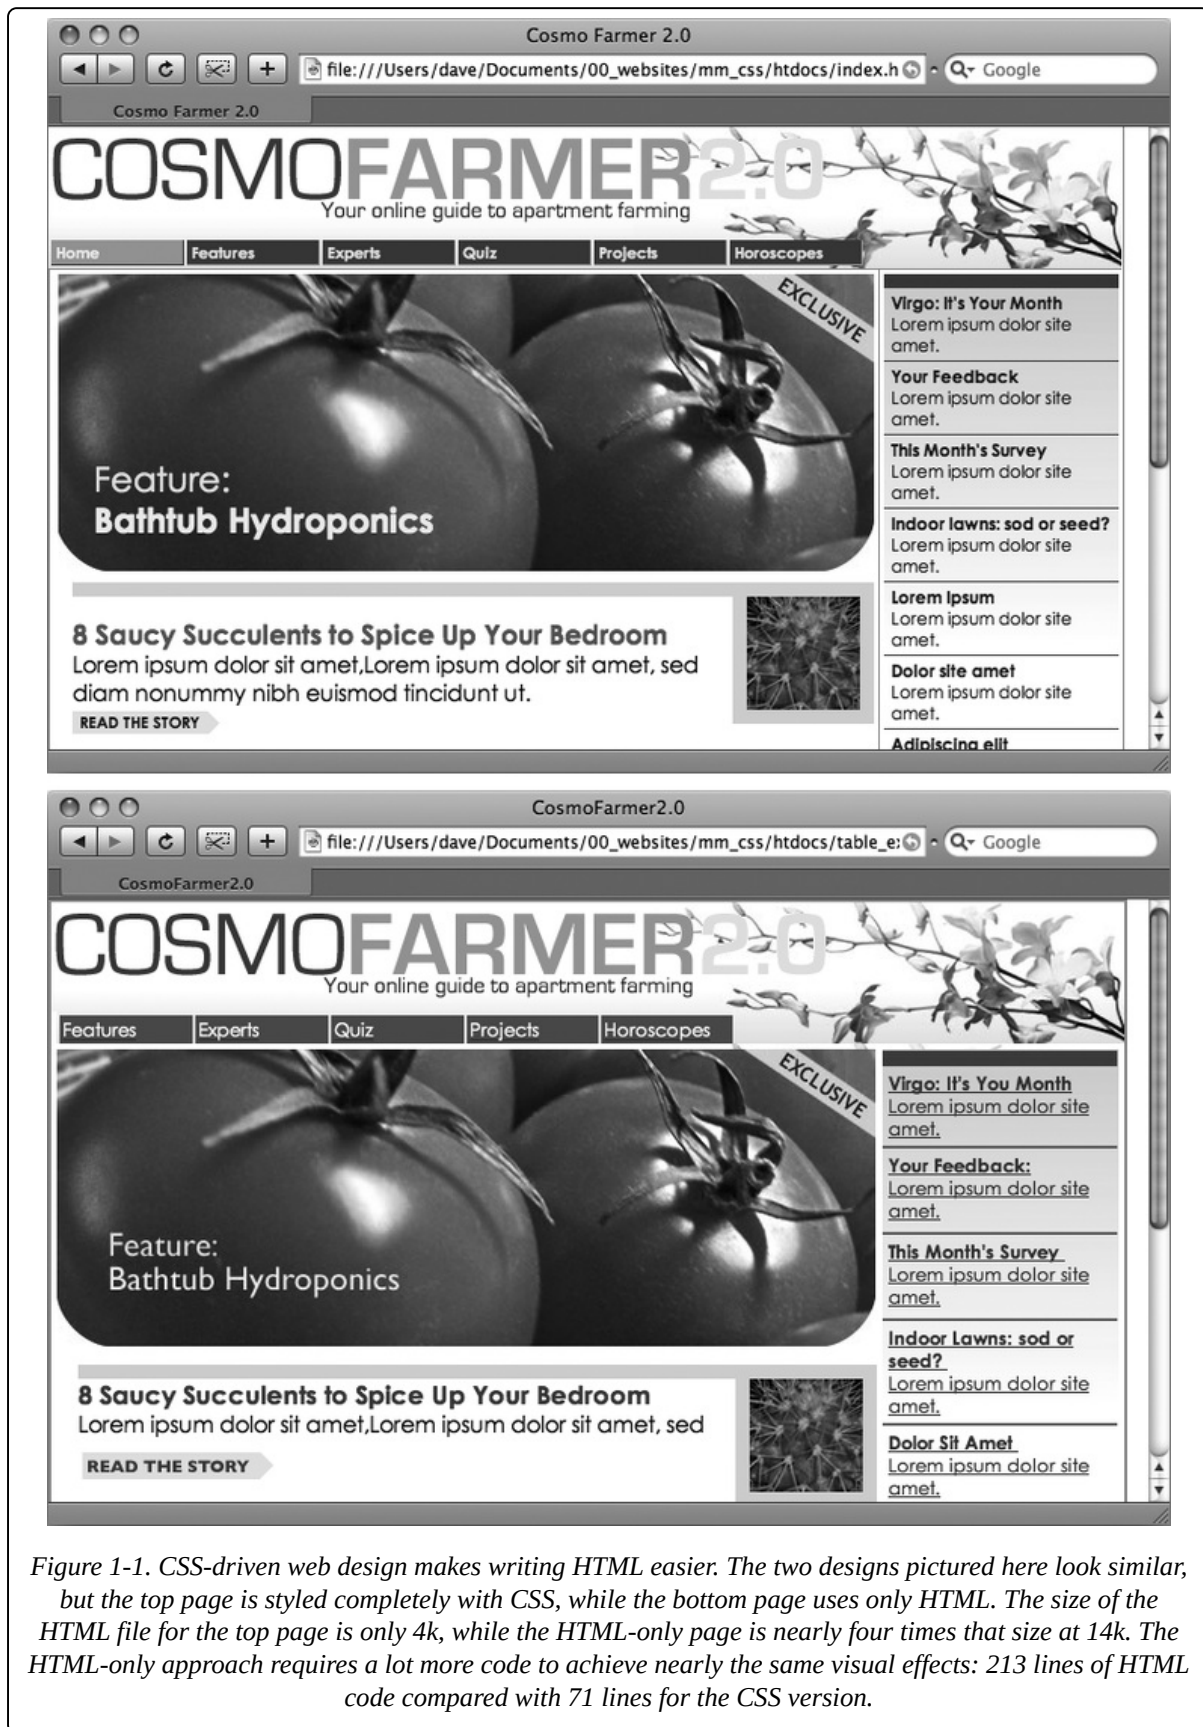 Cosmo Farmer 2.0
file:///Users/dave/Documents/00_websites/mm_css/htdocs/index.h
Google
Cosmo Farmer 2.0
COSMOFARMER2.0
Your online guide to apartment farming
Home Features Experts Quiz Projects Horoscopes
EXCLUSIVE
Feature:
Bathtub Hydroponics
8 Saucy Succulents to Spice Up Your Bedroom
Lorem ipsum dolor sit amet,Lorem ipsum dolor sit amet, sed
diam nonummy nibh euismod tincidunt ut.
READ THE STORY
Virgo: It's Your Month
Lorem ipsum dolor site
amet.
Your Feedback
Lorem ipsum dolor site
amet.
This Month's Survey
Lorem ipsum dolor site
amet.
Indoor lawns: sod or seed?
Lorem ipsum dolor site
amet.
Lorem Ipsum
Lorem ipsum dolor site
amet.
Dolor site amet
Lorem ipsum dolor site
amet.
Adipiscing elit
CosmoFarmer2.0
file:///Users/dave/Documents/00_websites/mm_css/htdocs/table_e
Google
CosmoFarmer2.0
COSMOFARMER2.0
Your online guide to apartment farming
Features Experts Quiz Projects Horoscopes
EXCLUSIVE
Feature:
Bathtub Hydroponics
8 Saucy Succulents to Spice Up Your Bedroom
Lorem ipsum dolor sit amet,Lorem ipsum dolor sit amet, sed
READ THE STORY
Virgo: It's You Month
Lorem ipsum dolor site
amet.
Your Feedback:
Lorem ipsum dolor site
amet.
This Month's Survey
Lorem ipsum dolor site
amet.
Indoor Lawns: sod or
seed?
Lorem ipsum dolor site
amet.
Dolor Sit Amet
Lorem ipsum dolor site
amet.
Figure 1-1. CSS-driven web design makes writing HTML easier. The two designs pictured here look similar,
but the top page is styled completely with CSS, while the bottom page uses only HTML. The size of the
HTML file for the top page is only 4k, while the HTML-only page is nearly four times that size at 14k. The
HTML-only approach requires a lot more code to achieve nearly the same visual effects: 213 lines of HTML
code compared with 71 lines for the CSS version.